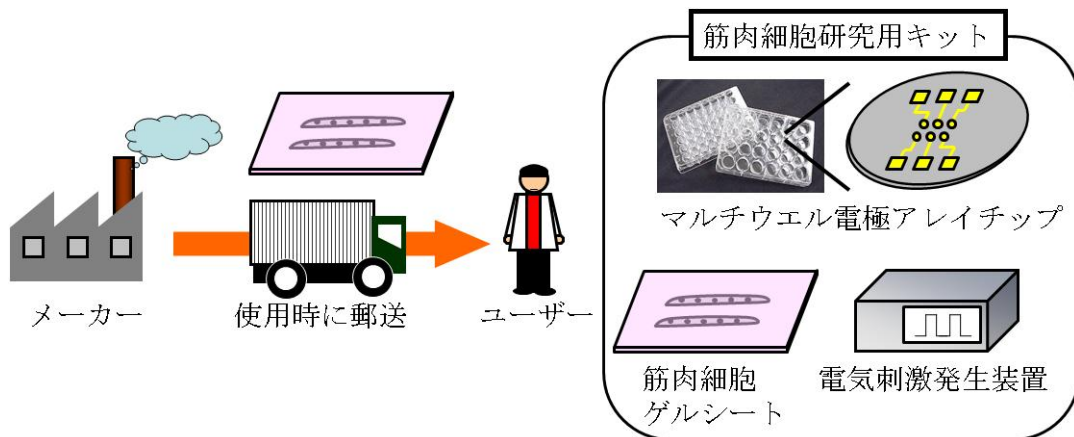 筋肉細胞研究用キット
マルチウエル電極アレイチップ
メーカー
使用時に郵送
ユーザー
筋肉細胞
ゲルシート
電気刺激発生装置